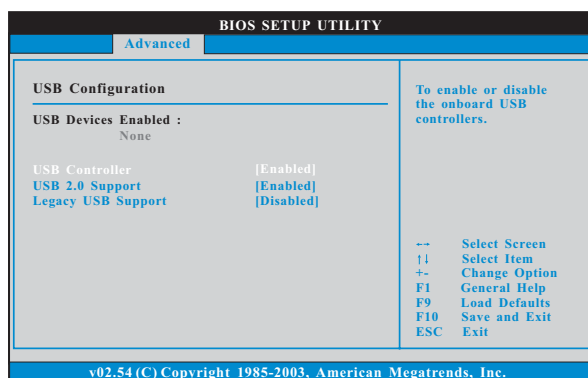 BIOS SETUP UTILITY
Advanced
USB Configuration
USB Devices Enabled :
None
USB Controller [Enabled]
USB 2.0 Support [Enabled]
Legacy USB Support [Disabled]
To enable or disable
the onboard USB
controllers.
←→ Select Screen
↑↓ Select Item
+- Change Option
F1 General Help
F9 Load Defaults
F10 Save and Exit
ESC Exit
v02.54 (C) Copyright 1985-2003, American Megatrends, Inc.